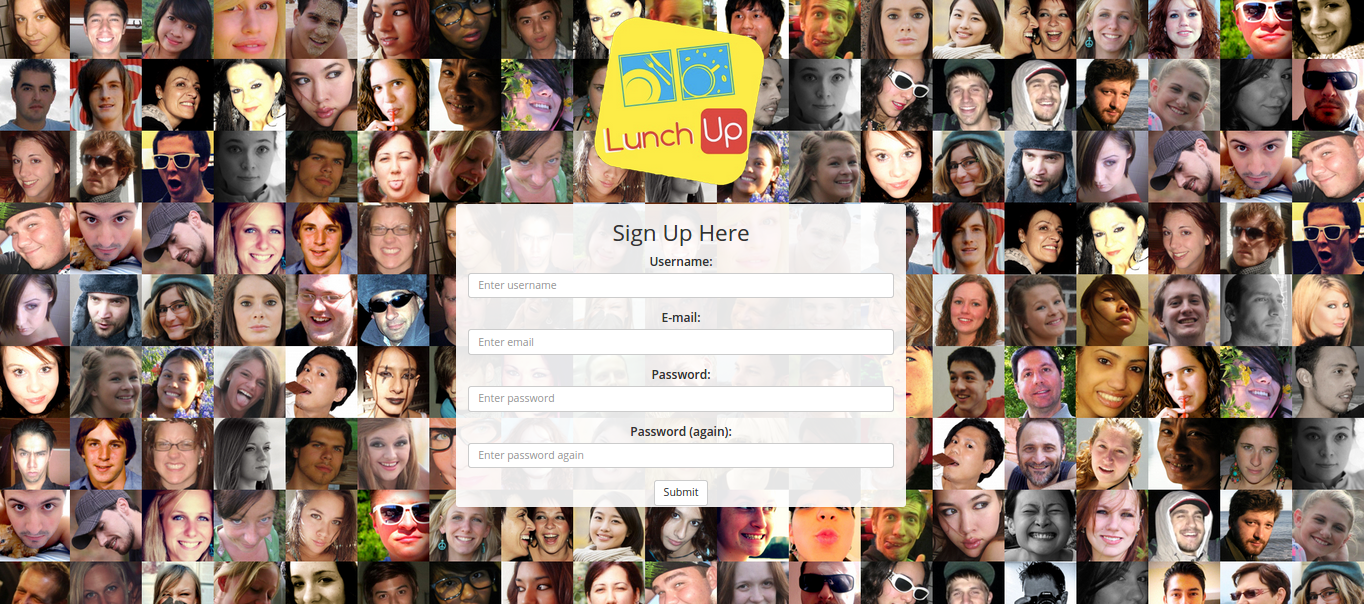 Lunch Up
Sign Up Here
Username:
Enter username
E-mail:
Enter email
Password:
Enter password
Password (again):
Enter password again
Submit